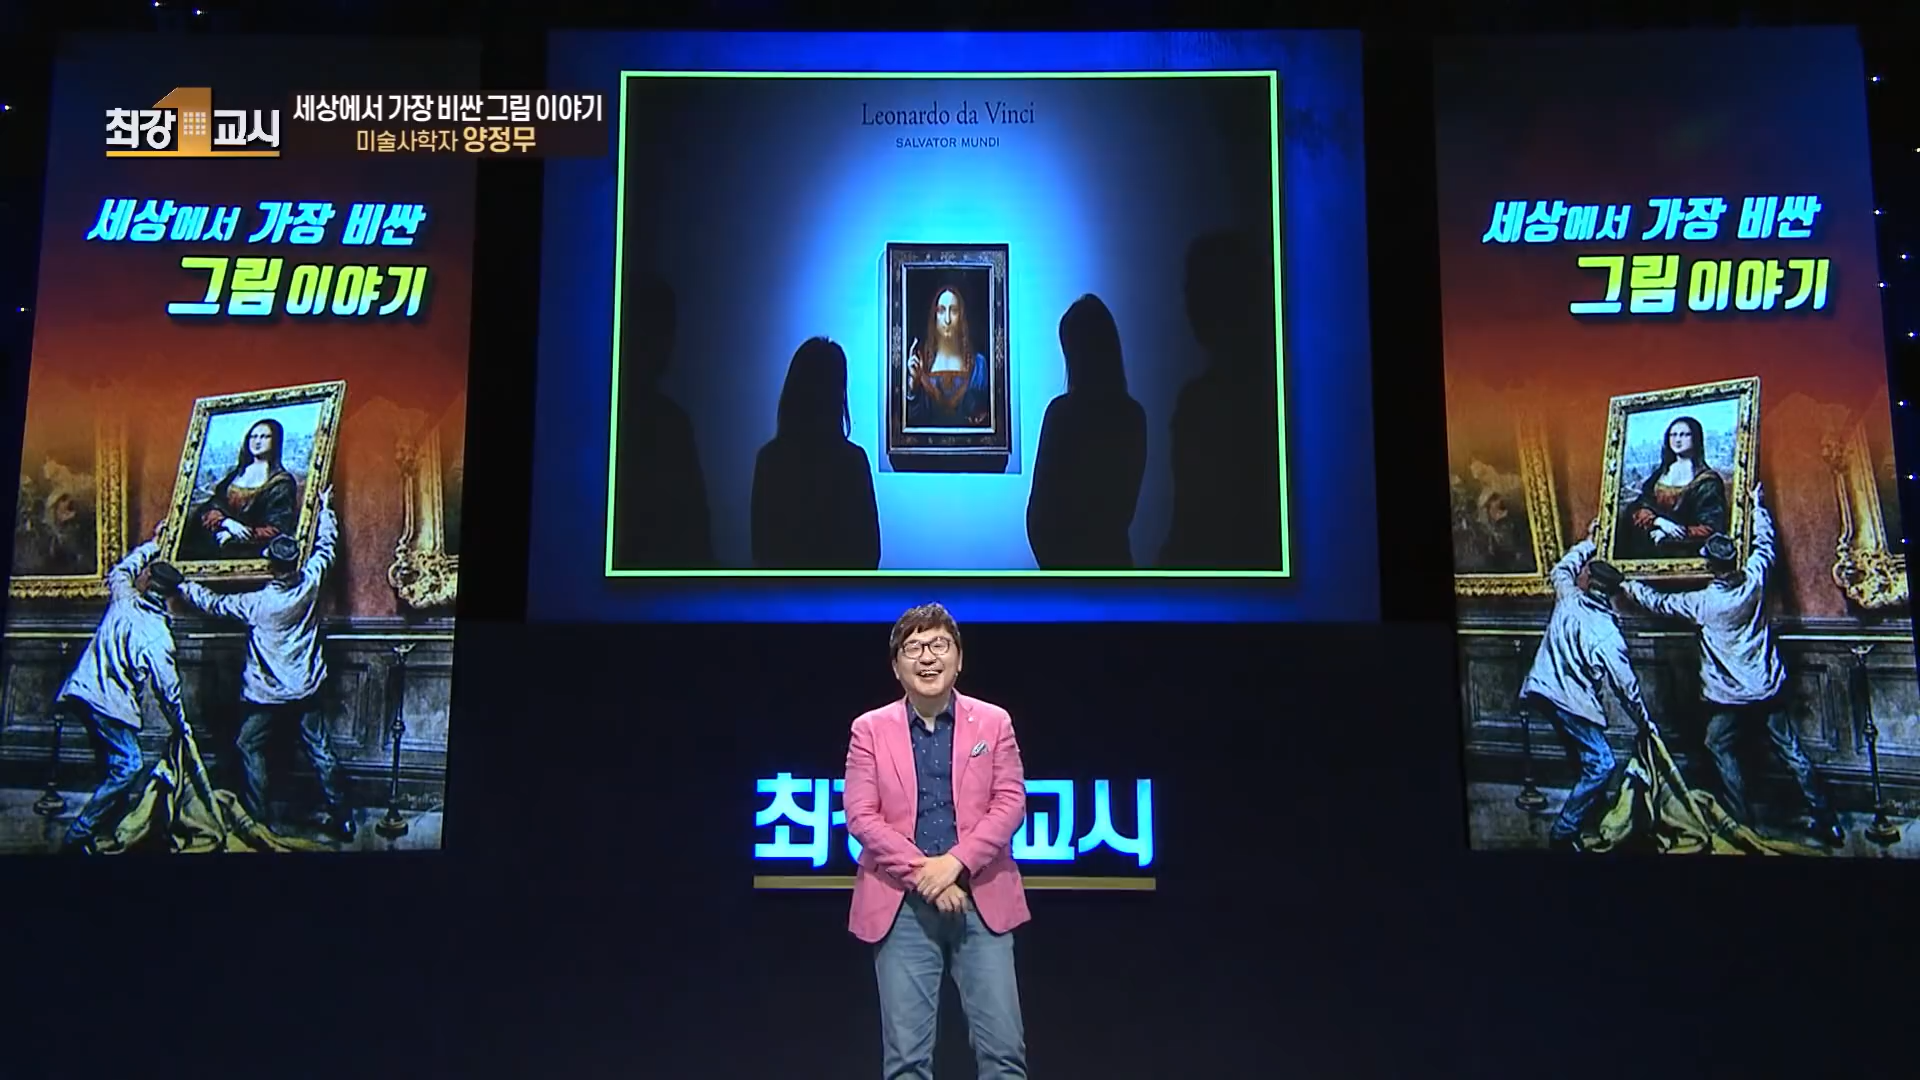 최강1교시
세상에서 가장 비싼 그림 이야기
미술사학자 양정무
세상에서 가장 비싼
그림 이야기
Leonardo da Vinci
SALVATOR MUNDI
세상에서 가장 비싼
그림 이야기
교시